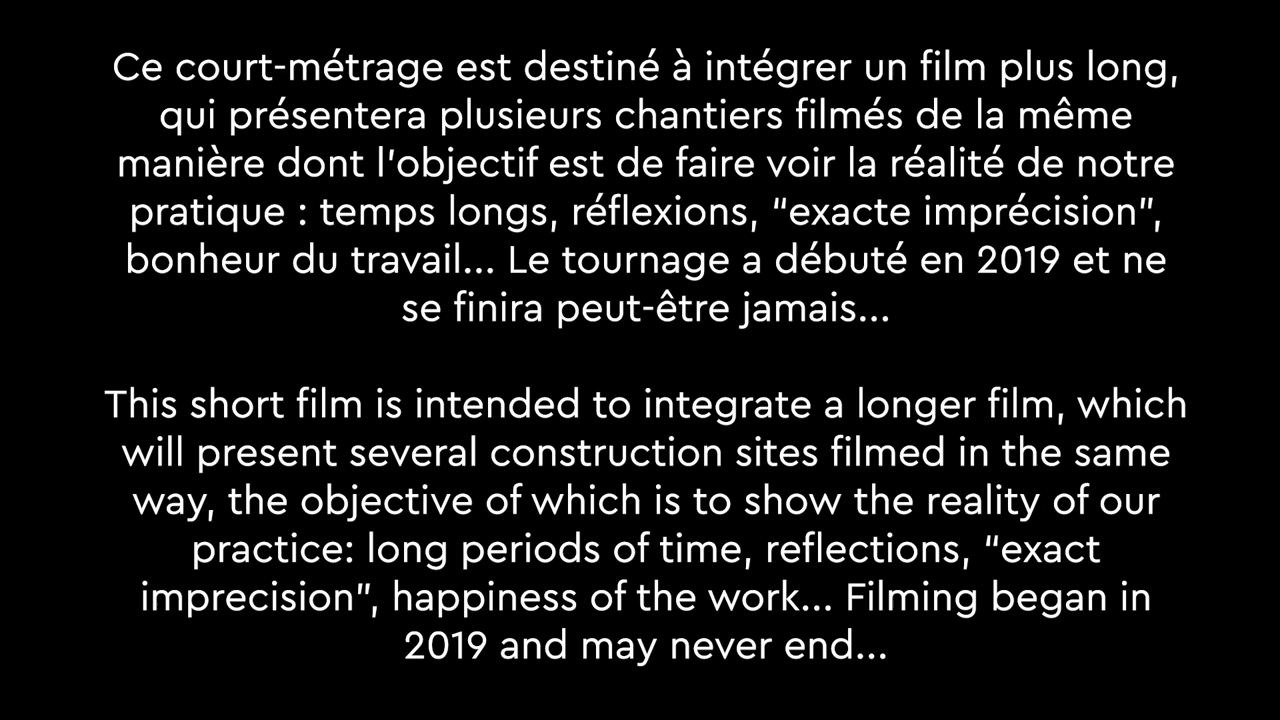 Ce court-métrage est destiné à intégrer un film plus long,
qui présentera plusieurs chantiers filmés de la même
manière dont l'objectif est de faire voir la réalité de notre
pratique : temps longs, réflexions, “exacte imprécision”,
bonheur du travail... Le tournage a débuté en 2019 et ne
se finira peut-être jamais...
This short film is intended to integrate a longer film, which
will present several construction sites filmed in the same
way, the objective of which is to show the reality of our
practice: long periods of time, reflections, “exact
imprecision”, happiness of the work... Filming began in
2019 and may never end...